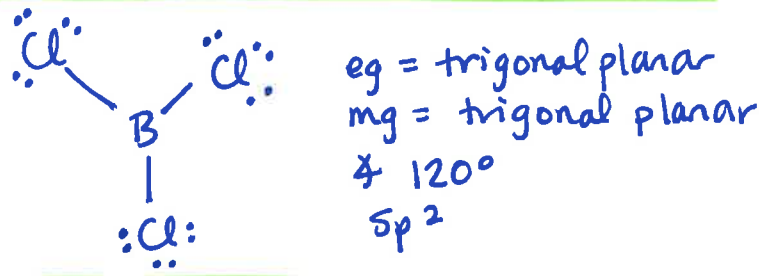 Cl Cl
B
Cl
eg = trigonal planar
mg = trigonal planar
∡ 120°
sp²